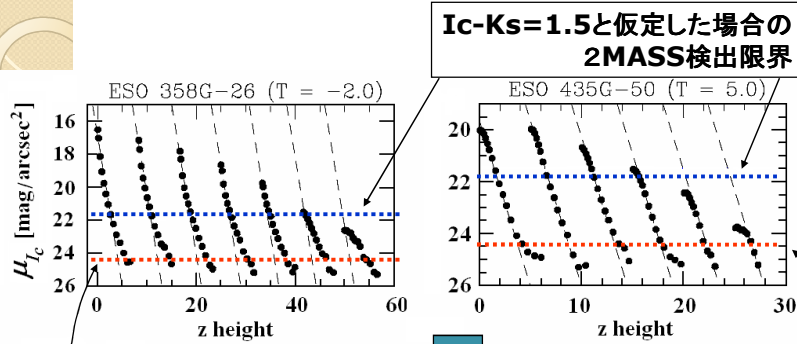 Ic-Ks=1.5と仮定した場合の
２MASS検出限界
ESO 358G-26 (T = -2.0)
μIc [mag/arcsec²]
16
18
20
22
24
26
0
20
40
60
z height
ESO 435G-50 (T = 5.0)
20
22
24
26
0
10
20
30
z height